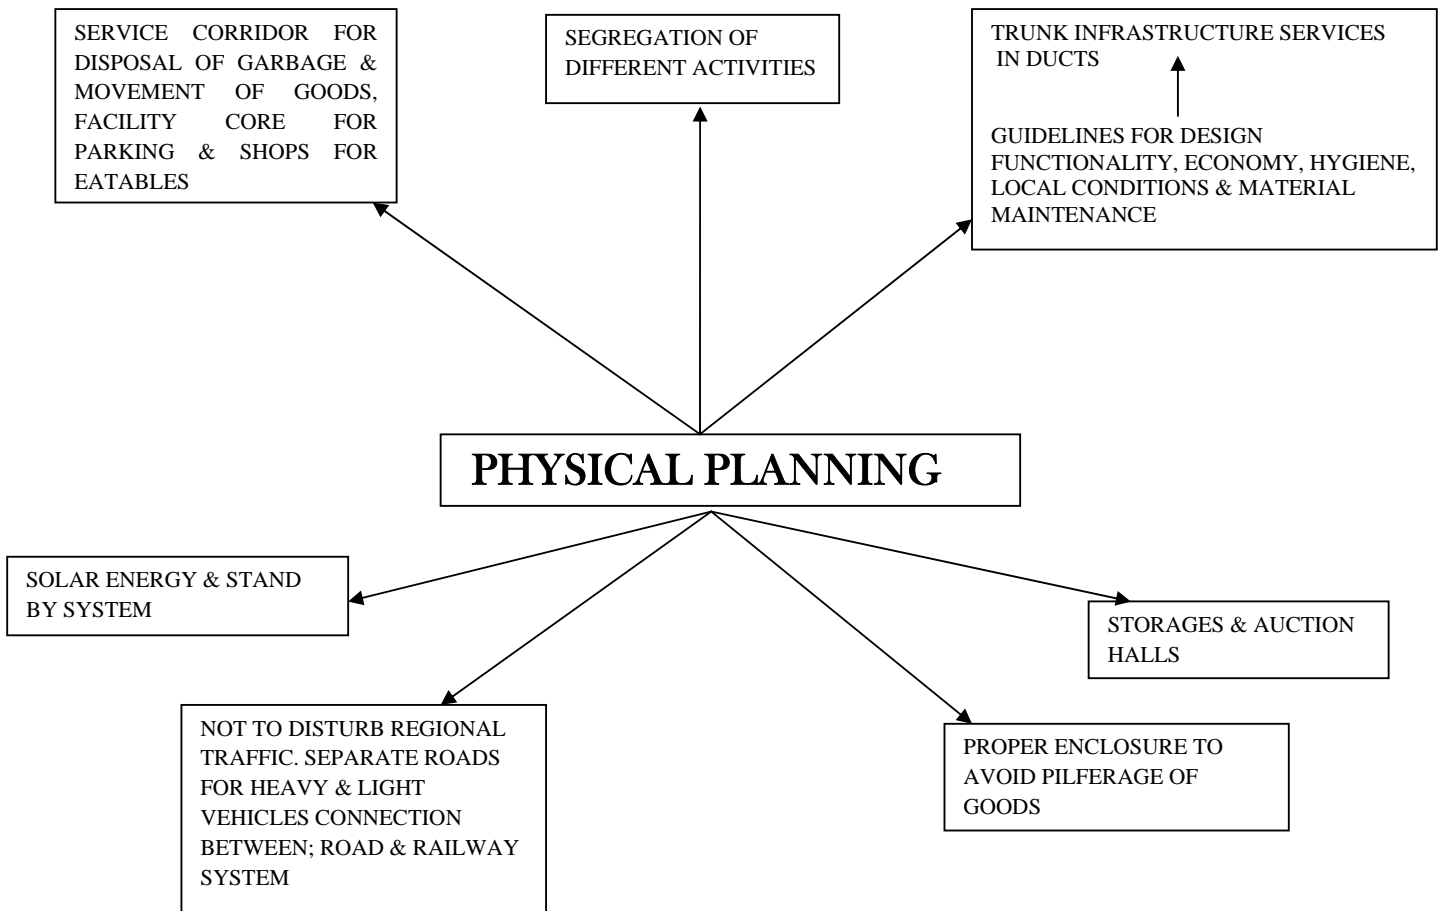 SERVICE CORRIDOR FOR
DISPOSAL OF GARBAGE &
MOVEMENT OF GOODS,
FACILITY CORE FOR
PARKING & SHOPS FOR
EATABLES
SEGREGATION OF
DIFFERENT ACTIVITIES
TRUNK INFRASTRUCTURE SERVICES
IN DUCTS
GUIDELINES FOR DESIGN
FUNCTIONALITY, ECONOMY, HYGIENE,
LOCAL CONDITIONS & MATERIAL
MAINTENANCE
PHYSICAL PLANNING
SOLAR ENERGY & STAND
BY SYSTEM
STORAGES & AUCTION
HALLS
NOT TO DISTURB REGIONAL
TRAFFIC. SEPARATE ROADS
FOR HEAVY & LIGHT
VEHICLES CONNECTION
BETWEEN; ROAD & RAILWAY
SYSTEM
PROPER ENCLOSURE TO
AVOID PILFERAGE OF
GOODS